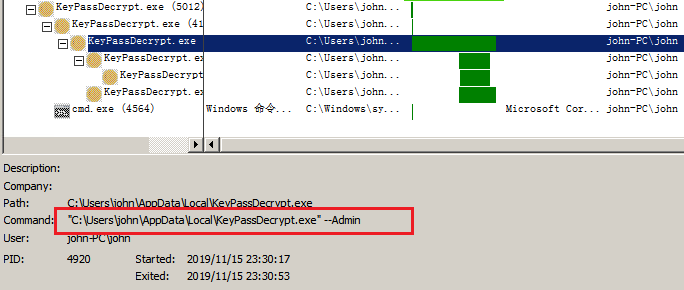 KeyPassDecrypt.exe (5012) C:\Users\john... john-PC\john
KeyPassDecrypt.exe (41 C:\Users\john... john-PC\john
KeyPassDecrypt.exe C:\Users\john... john-PC\john
KeyPassDecrypt.ex C:\Users\john... john-PC\john
KeyPassDecrypt C:\Users\john... john-PC\john
KeyPassDecrypt.ex C:\Users\john... john-PC\john
cmd.exe (4564) Windows 命令... C:\Windows\sy... Microsoft Cor... john-PC\john
Description:
Company:
Path: C:\Users\john\AppData\Local\KeyPassDecrypt.exe
Command: "C:\Users\john\AppData\Local\KeyPassDecrypt.exe" --Admin
User: john-PC\john
PID: 4920 Started: 2019/11/15 23:30:17
Exited: 2019/11/15 23:30:53